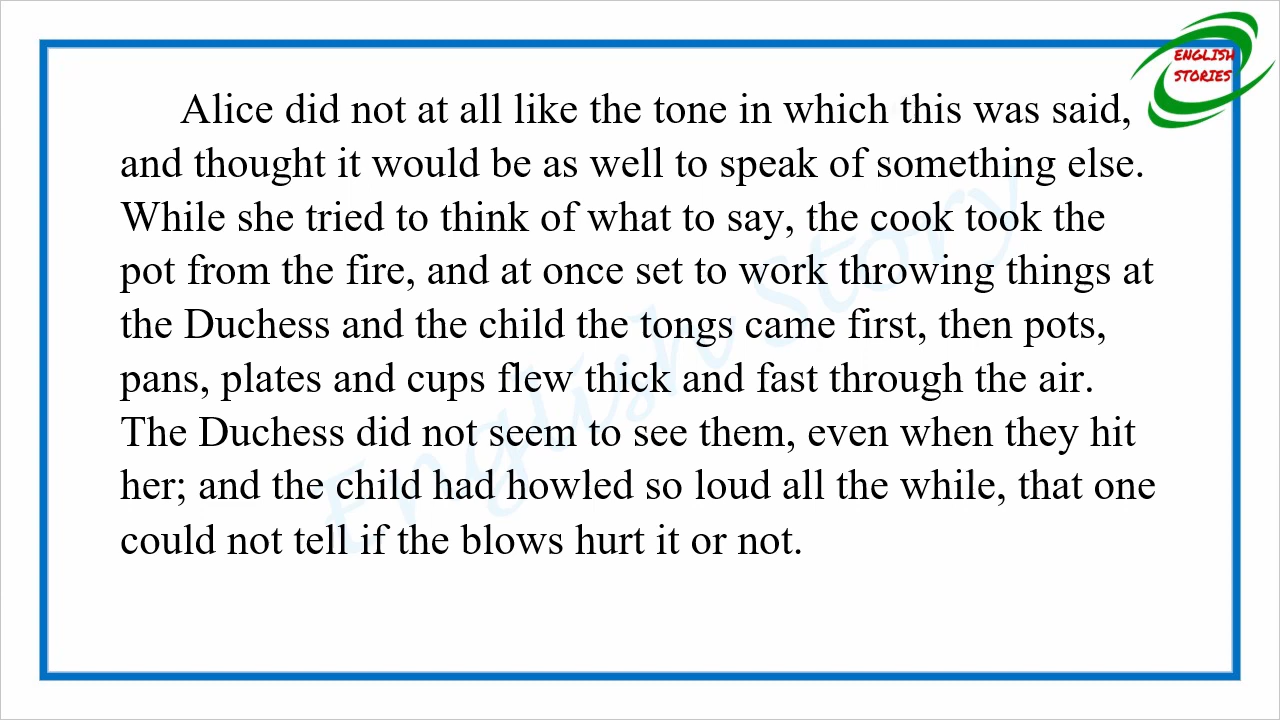 ENGLISH
STORIES
Alice did not at all like the tone in which this was said,
and thought it would be as well to speak of something else.
While she tried to think of what to say, the cook took the
pot from the fire, and at once set to work throwing things at
the Duchess and the child the tongs came first, then pots,
pans, plates and cups flew thick and fast through the air.
The Duchess did not seem to see them, even when they hit
her; and the child had howled so loud all the while, that one
could not tell if the blows hurt it or not.
English Story